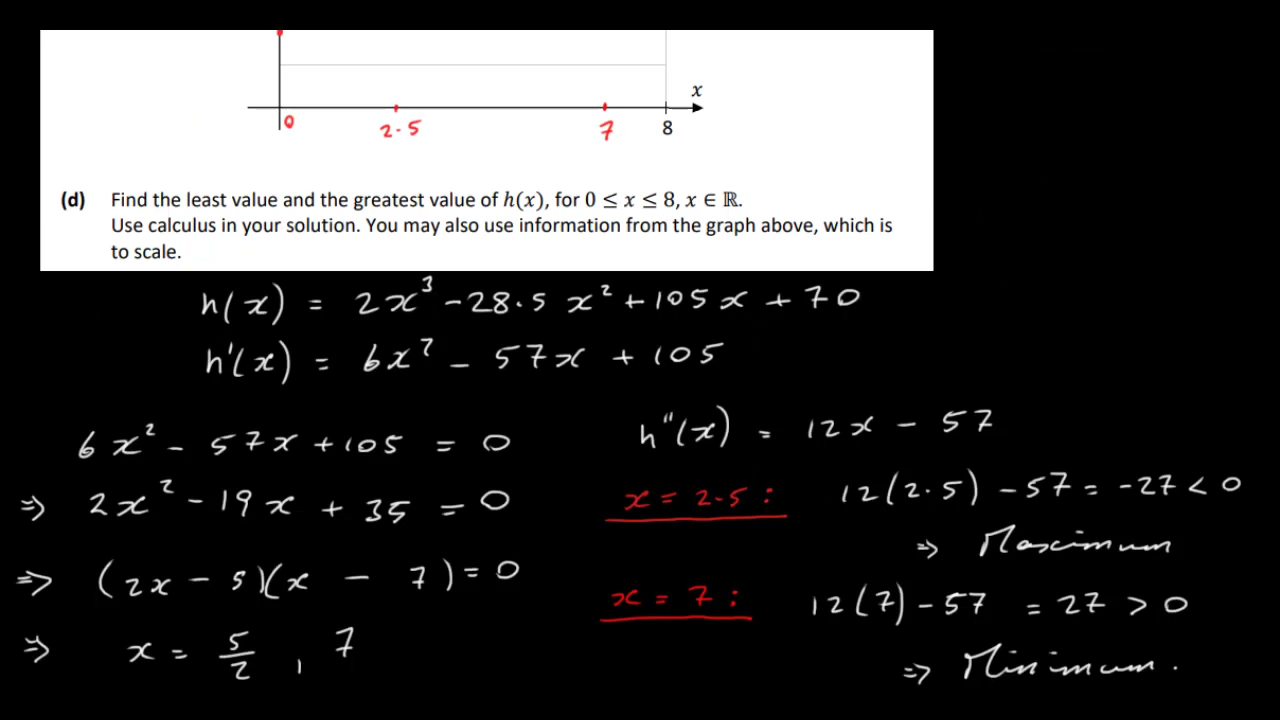 x
0 2.5 7 8
(d) Find the least value and the greatest value of h(x), for 0 ≤ x ≤ 8, x ∈ ℝ.
Use calculus in your solution. You may also use information from the graph above, which is
to scale.
h(x) = 2x³ - 28.5x² + 105x + 70
h'(x) = 6x² - 57x + 105
6x² - 57x + 105 = 0
⇒ 2x² - 19x + 35 = 0
⇒ (2x - 5)(x - 7) = 0
⇒ x = 5/2, 7
h''(x) = 12x - 57
x = 2.5: 12(2.5) - 57 = -27 < 0
⇒ Maximum
x = 7: 12(7) - 57 = 27 > 0
⇒ Minimum.